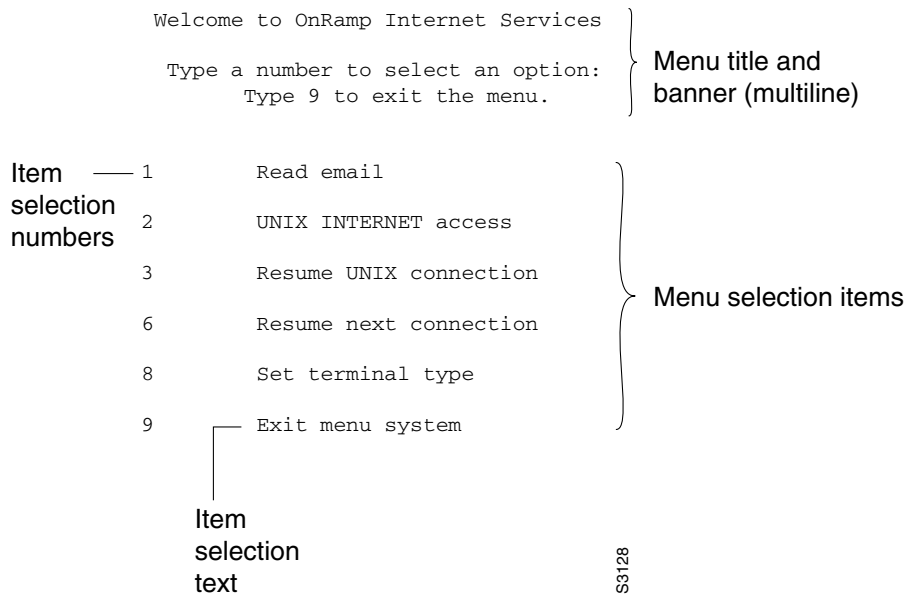 Welcome to OnRamp Internet Services
Type a number to select an option:
Type 9 to exit the menu.
Menu title and
banner (multiline)
Item
selection
numbers
1 Read email
2 UNIX INTERNET access
3 Resume UNIX connection
6 Resume next connection
8 Set terminal type
9 Exit menu system
Menu selection items
Item
selection
text
S3128